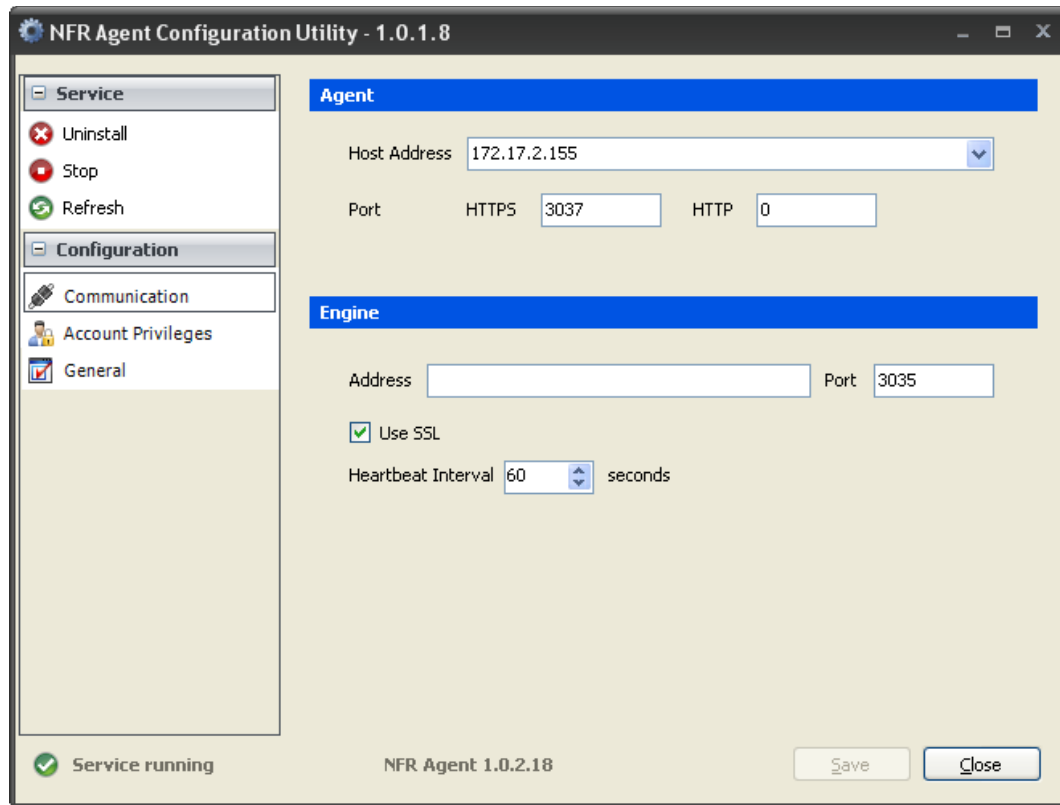 NFR Agent Configuration Utility - 1.0.1.8
Service
Uninstall
Stop
Refresh
Configuration
Communication
Account Privileges
General
Agent
Host Address 172.17.2.155
Port HTTPS 3037 HTTP 0
Engine
Address Port 3035
Use SSL
Heartbeat Interval 60 seconds
Service running NFR Agent 1.0.2.18 Save Close